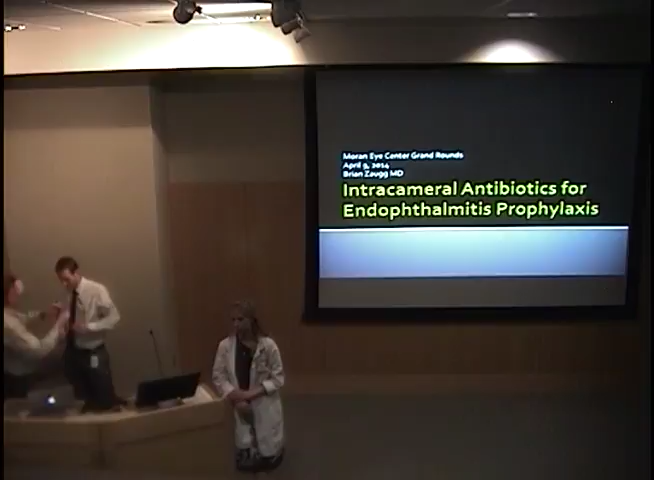 Moran Eye Center Grand Rounds
April 9, 2014
Brian Zaugg MD
Intracameral Antibiotics for
Endophthalmitis Prophylaxis